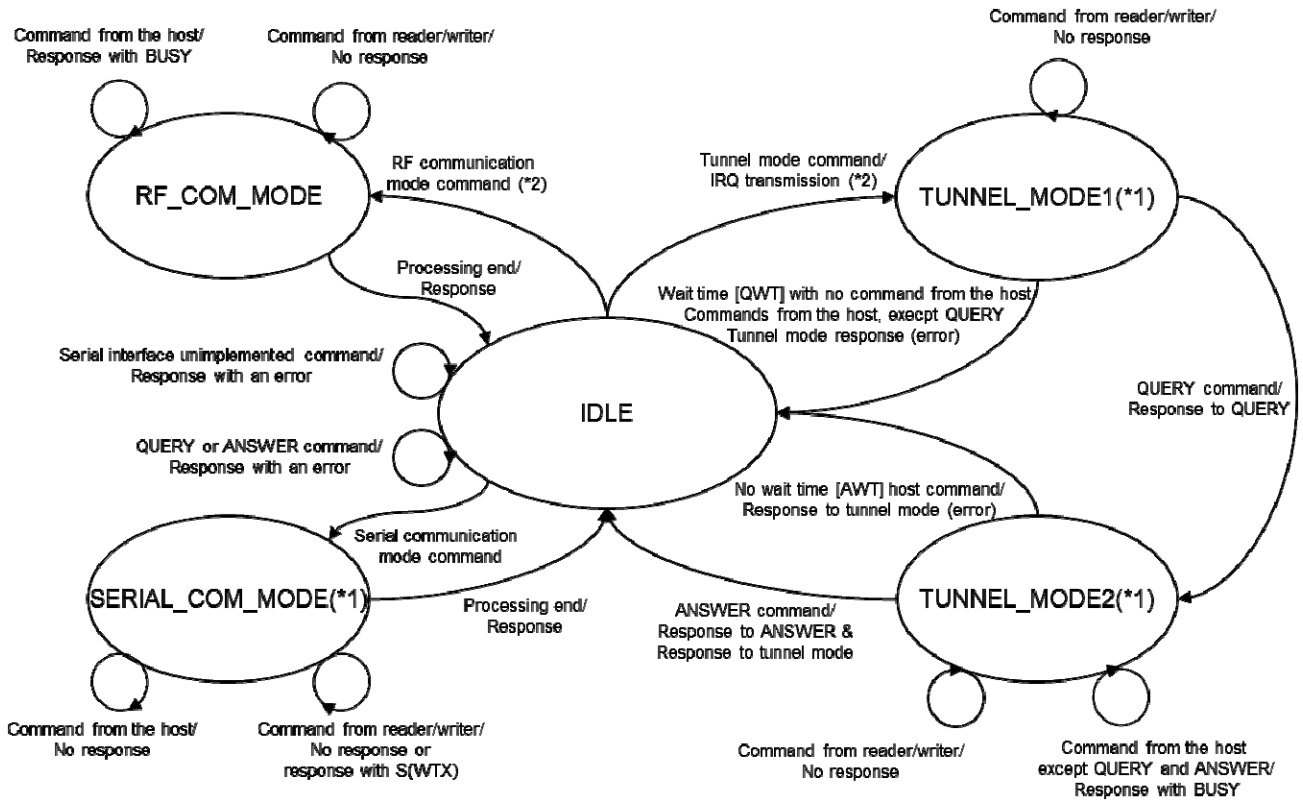 Command from reader/writer/
No response
Command from the host/
Response with BUSY
Command from reader/writer/
No response
RF communication
mode command (*2)
Tunnel mode command/
IRQ transmission (*2)
RF_COM_MODE
TUNNEL_MODE1(*1)
Processing end/
Response
Wait time [QWT] with no command from the host/
Commands from the host, execpt QUERY
Tunnel mode response (error)
Serial interface unimplemented command/
Response with an error
QUERY command/
Response to QUERY
IDLE
QUERY or ANSWER command/
Response with an error
No wait time [AWT] host command/
Response to tunnel mode (error)
Serial communication
mode command
SERIAL_COM_MODE(*1)
TUNNEL_MODE2(*1)
Processing end/
Response
ANSWER command/
Response to ANSWER &
Response to tunnel mode
Command from the host/
No response
Command from reader/writer/
No response or
response with S(WTX)
Command from reader/writer/
No response
Command from the host
except QUERY and ANSWER/
Response with BUSY